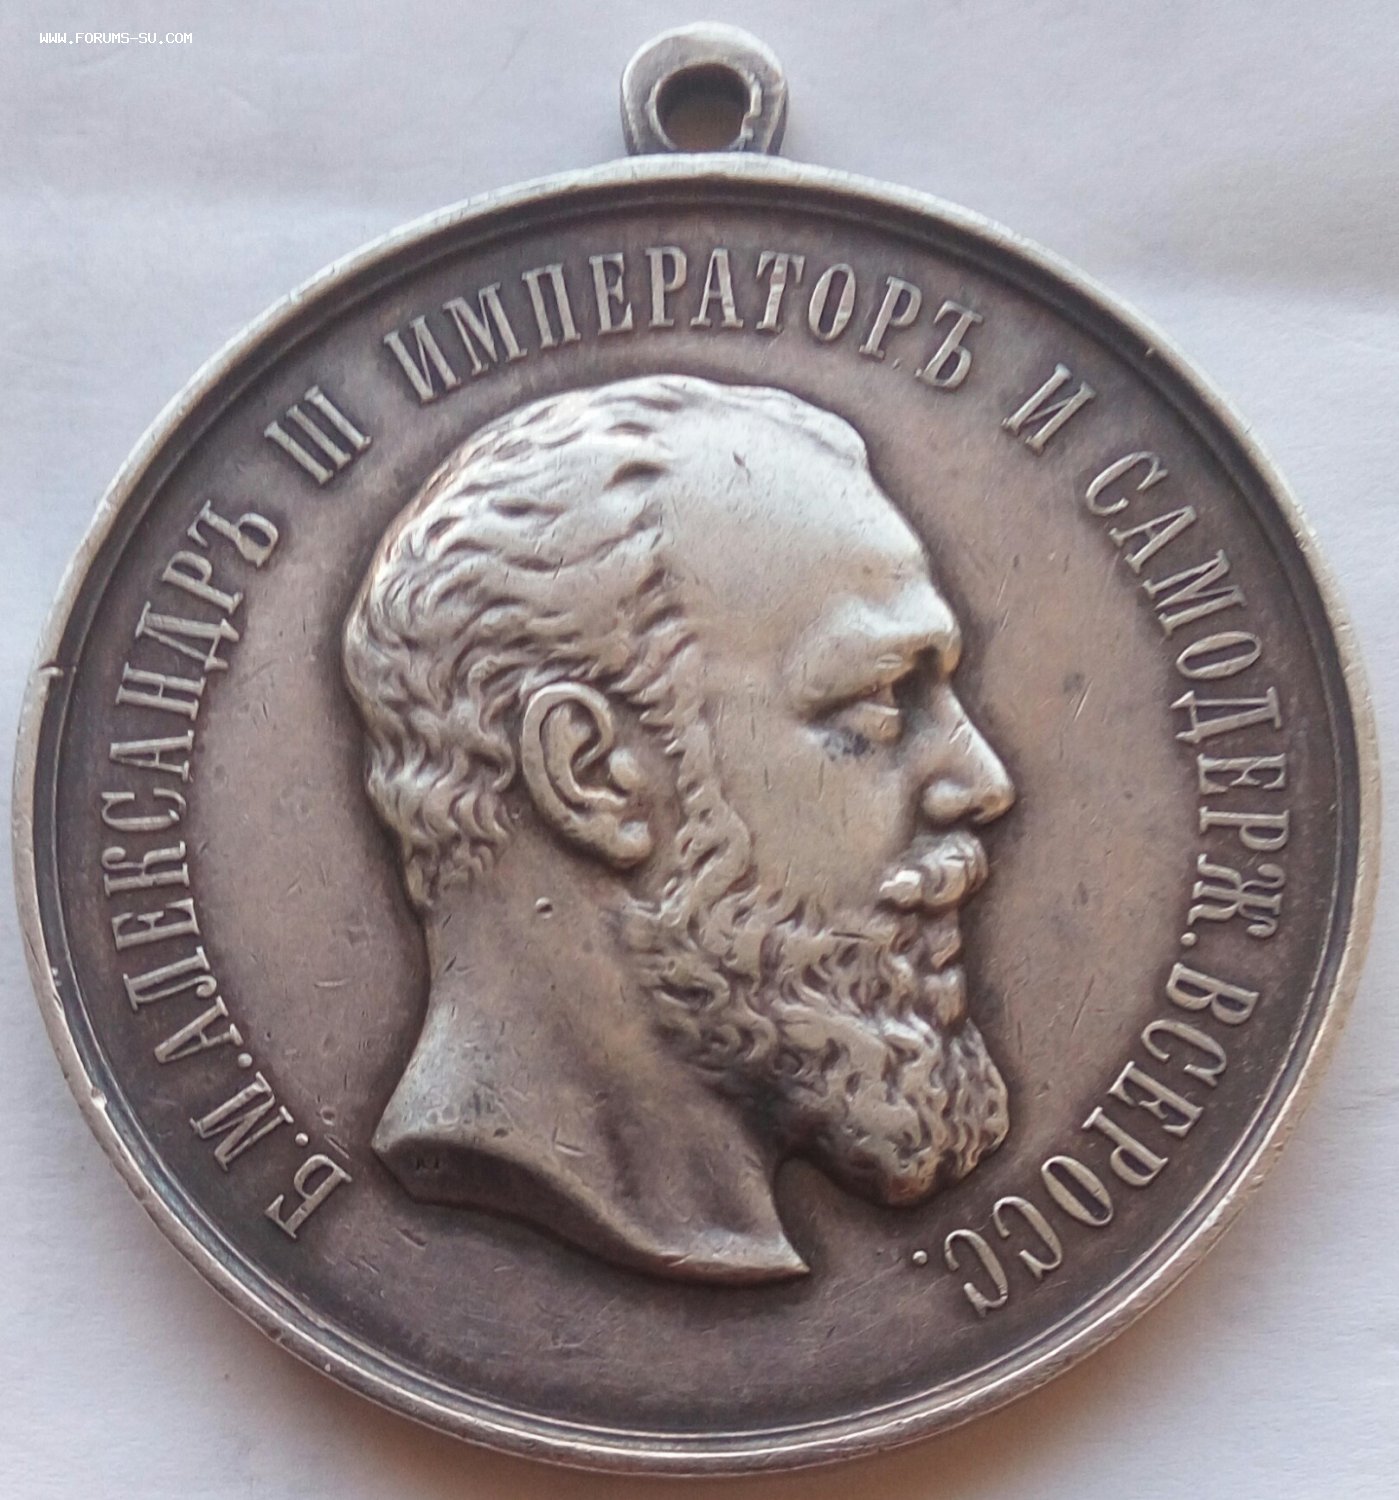 WWW.FORUMS-SU.COM
Б.М.АЛЕКСАНДРЪ III ИМПЕРАТОРЪ И САМОДЕРЖ.ВСЕРОСС.